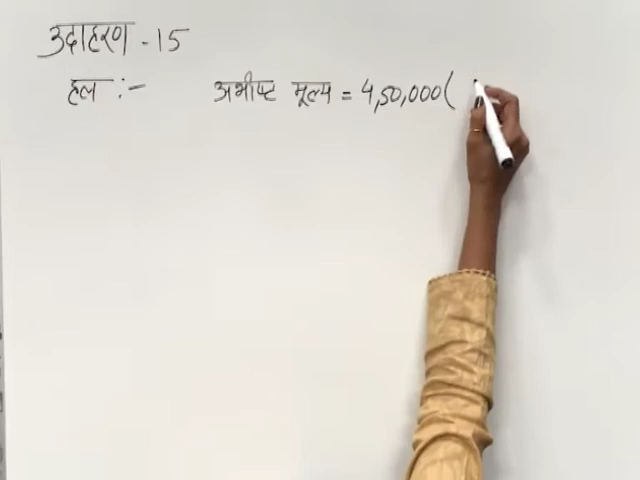 उदाहरण - 15
हल :- अभीष्ट मूल्य = 4,50,000(